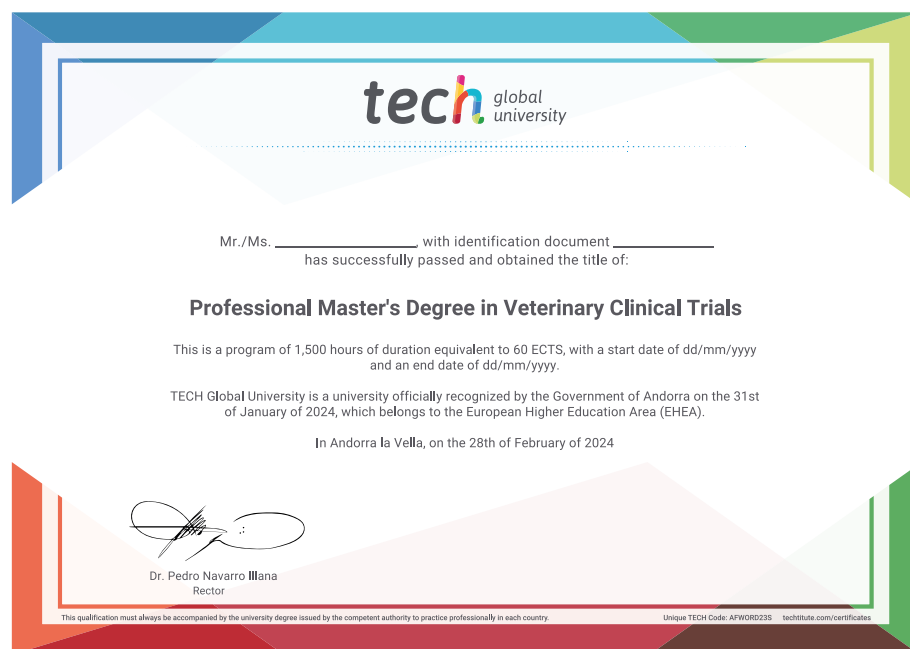 tech global
university
Mr./Ms. ________________, with identification document ____________
has successfully passed and obtained the title of:
Professional Master's Degree in Veterinary Clinical Trials
This is a program of 1,500 hours of duration equivalent to 60 ECTS, with a start date of dd/mm/yyyy
and an end date of dd/mm/yyyy.
TECH Global University is a university officially recognized by the Government of Andorra on the 31st
of January of 2024, which belongs to the European Higher Education Area (EHEA).
In Andorra la Vella, on the 28th of February of 2024
Dr. Pedro Navarro Illana
Rector
This qualification must always be accompanied by the university degree issued by the competent authority to practice professionally in each country.
Unique TECH Code: AFWORD23S techtitute.com/certificates